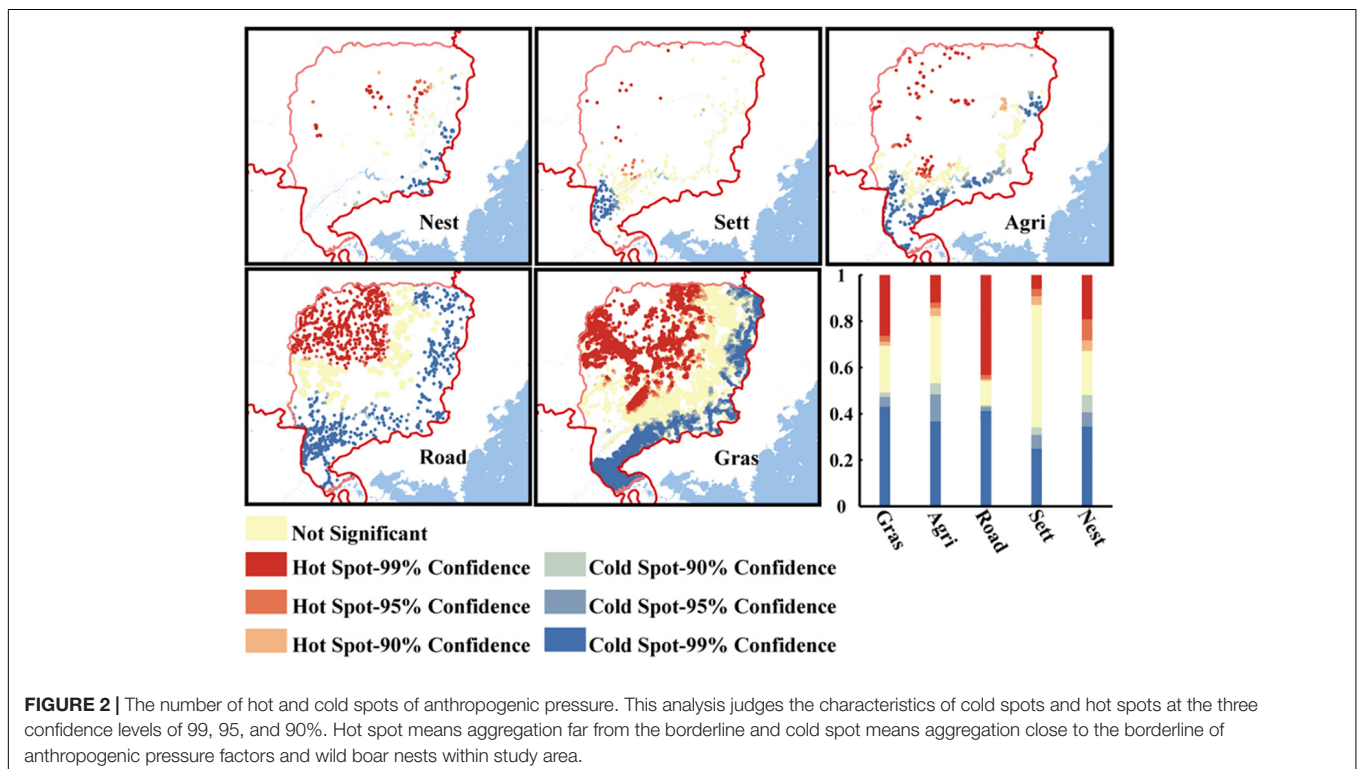 Nest
Sett
Agri
Road
Gras
1
0.8
0.6
0.4
0.2
0
Gras
Agri
Road
Sett
Nest
Not Significant
Hot Spot-99% Confidence
Cold Spot-90% Confidence
Hot Spot-95% Confidence
Cold Spot-95% Confidence
Hot Spot-90% Confidence
Cold Spot-99% Confidence
FIGURE 2 | The number of hot and cold spots of anthropogenic pressure. This analysis judges the characteristics of cold spots and hot spots at the three
confidence levels of 99, 95, and 90%. Hot spot means aggregation far from the borderline and cold spot means aggregation close to the borderline of
anthropogenic pressure factors and wild boar nests within study area.